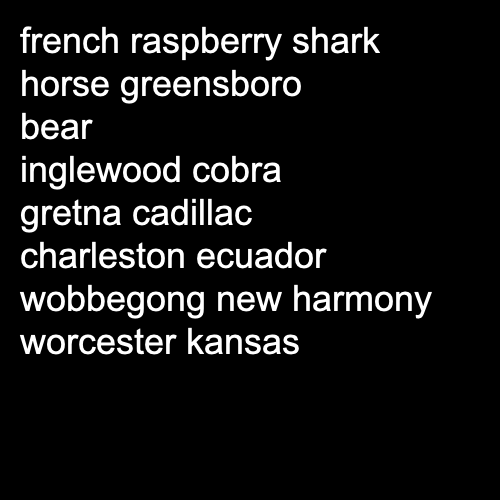 french raspberry shark
horse greensboro
bear
inglewood cobra
gretna cadillac
charleston ecuador
wobbegong new harmony
worcester kansas